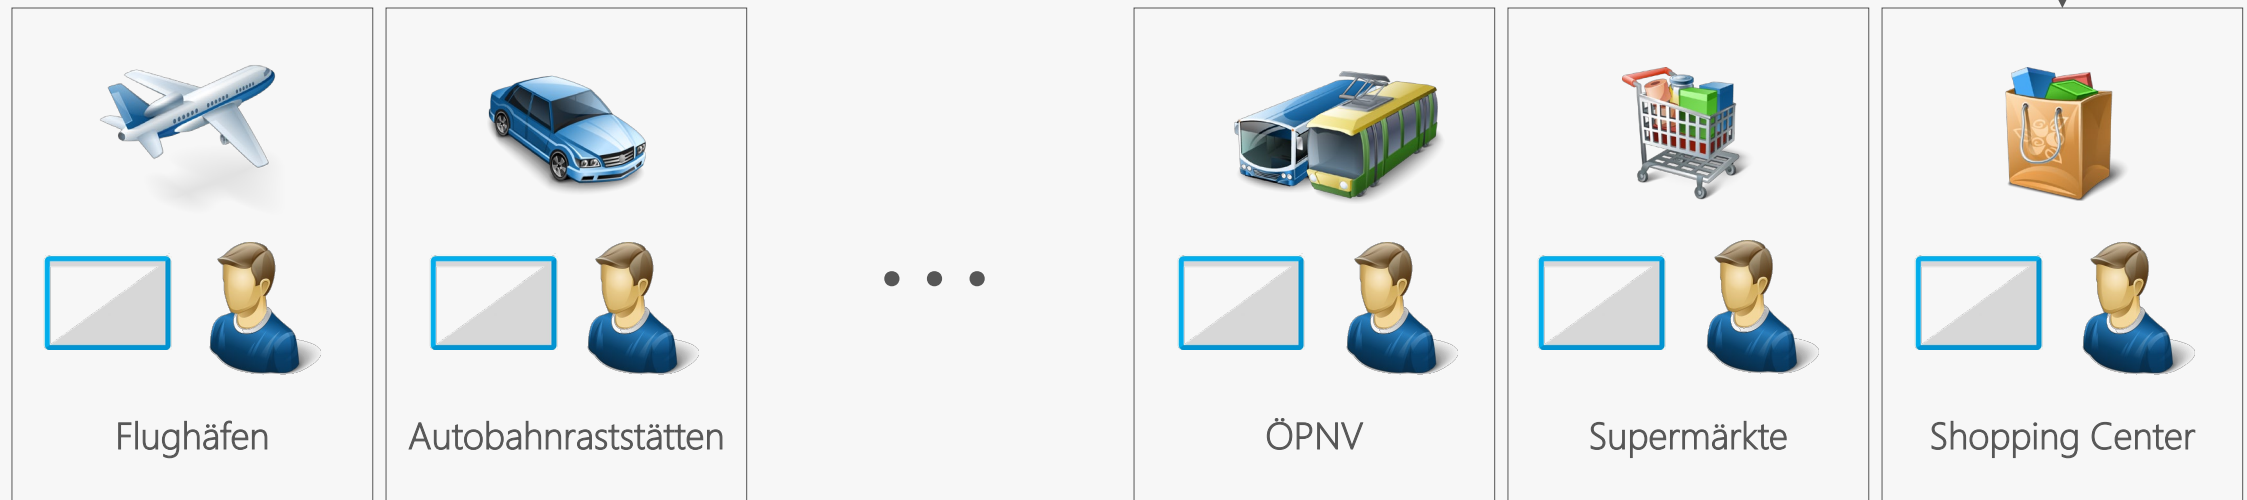 Flughäfen
Autobahnraststätten
ÖPNV
Supermärkte
Shopping Center